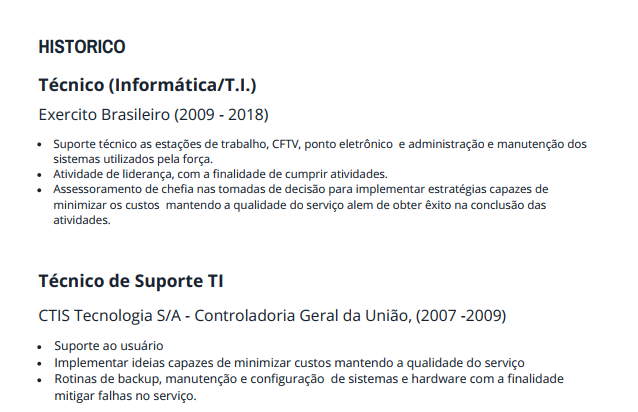 HISTORICO
Técnico (Informática/T.I.)
Exercito Brasileiro (2009 - 2018)
• Suporte técnico as estações de trabalho, CFTV, ponto eletrônico e administração e manutenção dos
sistemas utilizados pela força.
• Atividade de liderança, com a finalidade de cumprir atividades.
• Assessoramento de chefia nas tomadas de decisão para implementar estratégias capazes de
minimizar os custos mantendo a qualidade do serviço alem de obter êxito na conclusão das
atividades.
Técnico de Suporte TI
CTIS Tecnologia S/A - Controladoria Geral da União, (2007 -2009)
• Suporte ao usuário
• Implementar ideias capazes de minimizar custos mantendo a qualidade do serviço
• Rotinas de backup, manutenção e configuração de sistemas e hardware com a finalidade
mitigar falhas no serviço.